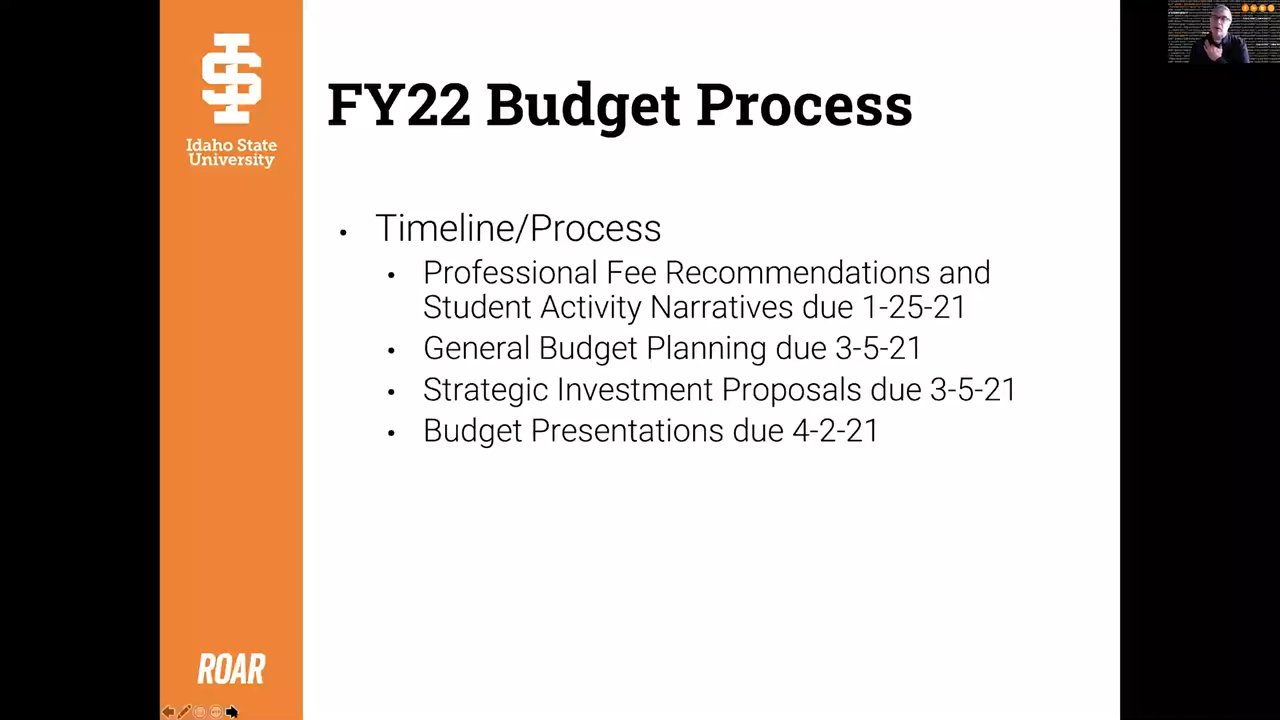 Idaho State
University
FY22 Budget Process
• Timeline/Process
• Professional Fee Recommendations and
Student Activity Narratives due 1-25-21
• General Budget Planning due 3-5-21
• Strategic Investment Proposals due 3-5-21
• Budget Presentations due 4-2-21
ROAR